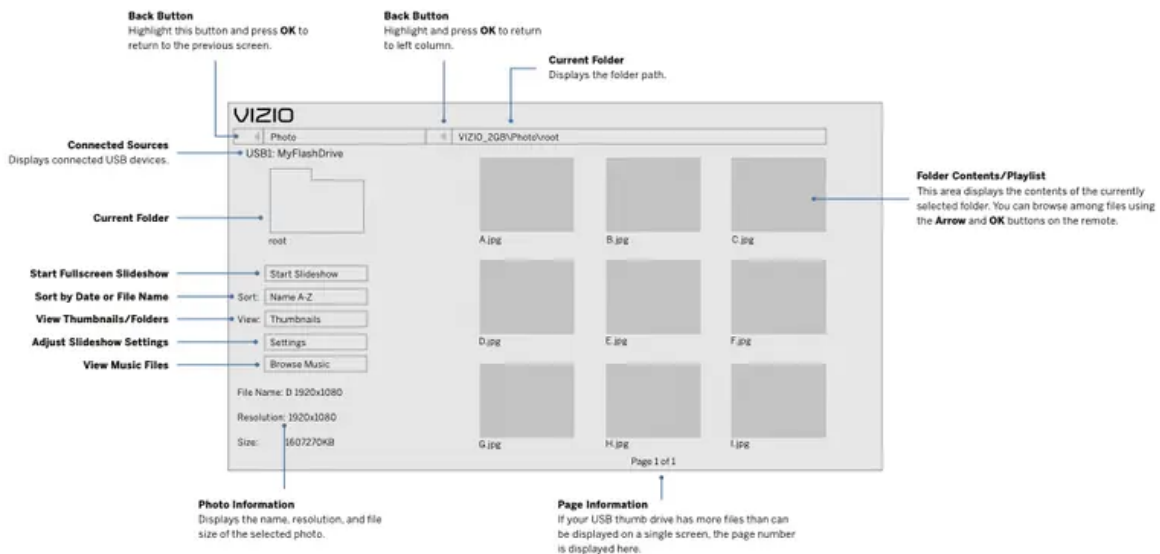 Back Button
Highlight this button and press OK to
return to the previous screen.
Back Button
Highlight and press OK to return
to left column.
Current Folder
Displays the folder path.
VIZIO
Photo
VIZIO_2GB\Photo\root
Connected Sources
Displays connected USB devices.
USB1: MyFlashDrive
Current Folder
root
A.jpg
B.jpg
C.jpg
Folder Contents/Playlist
This area displays the contents of the currently
selected folder. You can browse among files using
the Arrow and OK buttons on the remote.
Start Fullscreen Slideshow
Start Slideshow
Sort by Date or File Name
Sort: Name A-Z
View Thumbnails/Folders
View: Thumbnails
Adjust Slideshow Settings
Settings
View Music Files
Browse Music
D.jpg
E.jpg
F.jpg
File Name: D 1920x1080
Resolution: 1920x1080
Size: 1607270KB
G.jpg
H.jpg
I.jpg
Page 1 of 1
Photo Information
Displays the name, resolution, and file
size of the selected photo.
Page Information
If your USB thumb drive has more files than can
be displayed on a single screen, the page number
is displayed here.